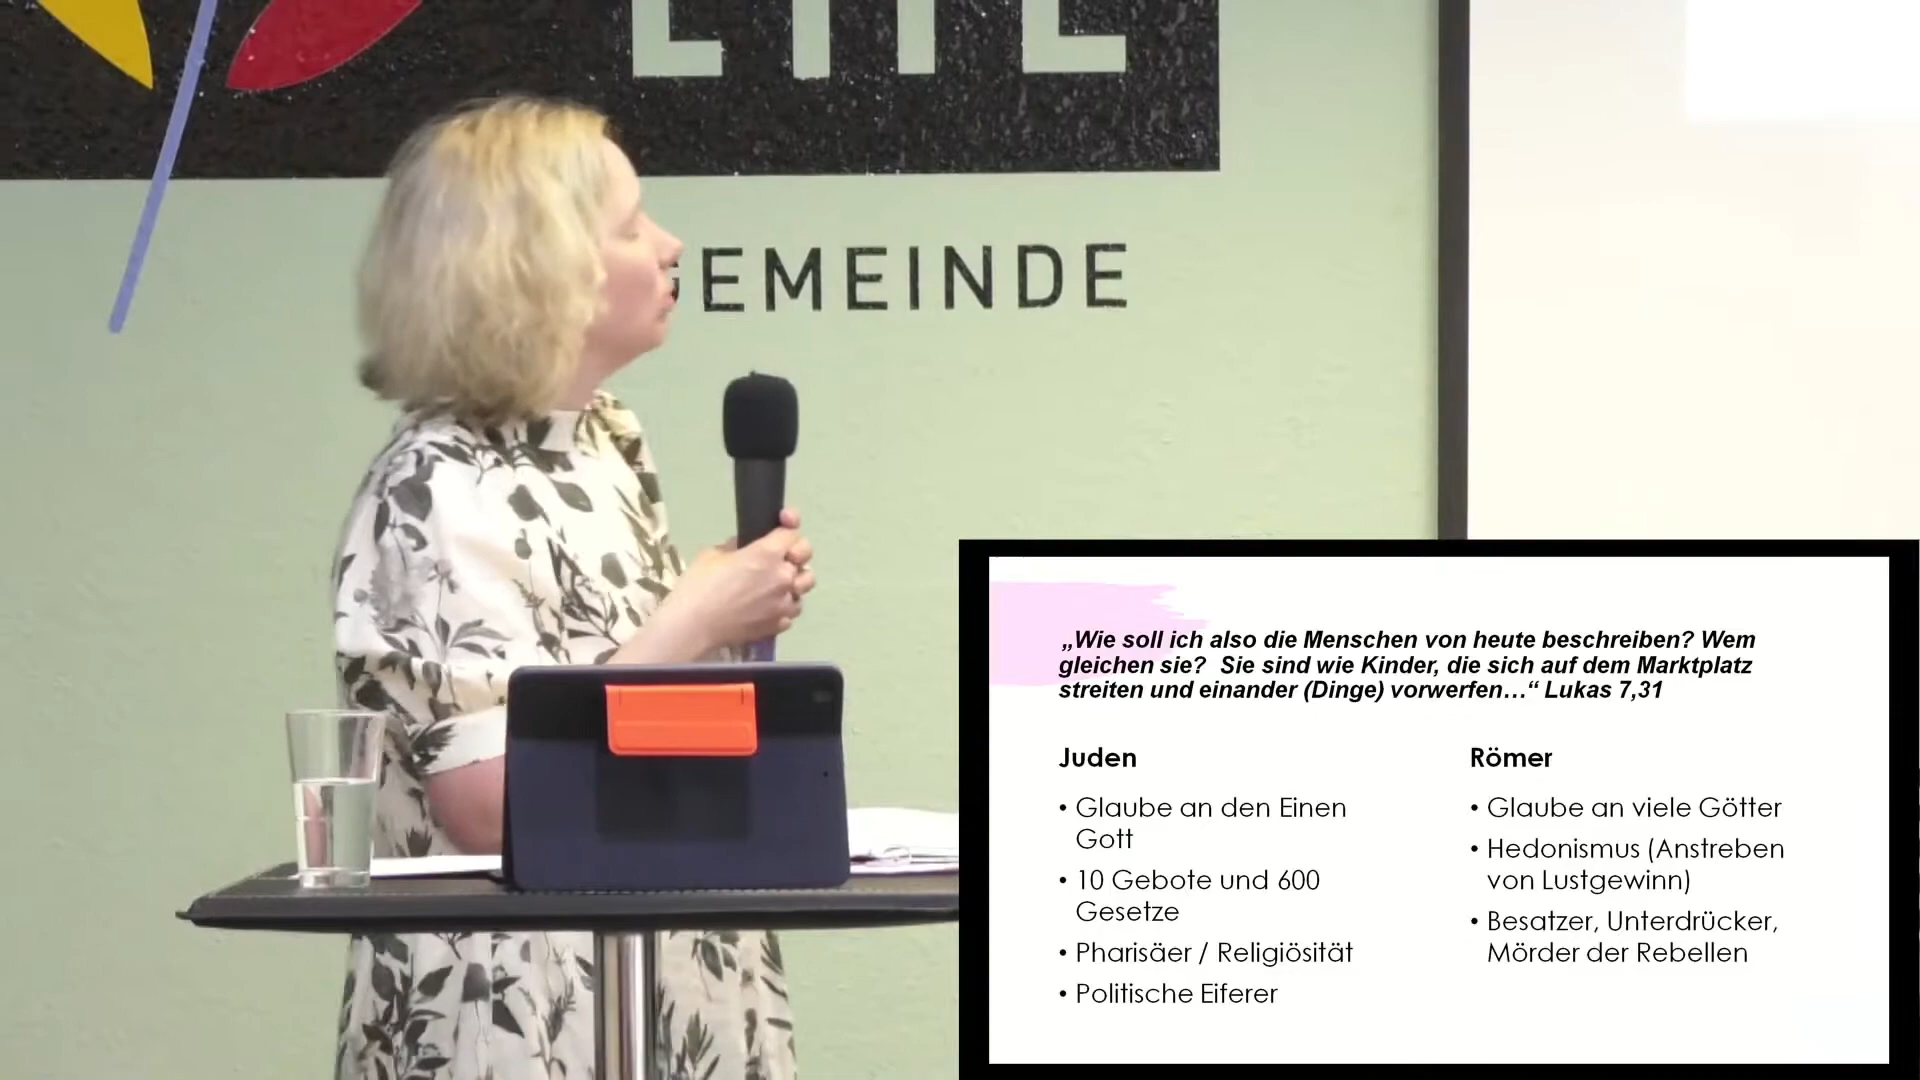 GEMEINDE
„Wie soll ich also die Menschen von heute beschreiben? Wem
gleichen sie? Sie sind wie Kinder, die sich auf dem Marktplatz
streiten und einander (Dinge) vorwerfen…“ Lukas 7,31
Juden
• Glaube an den Einen
Gott
• 10 Gebote und 600
Gesetze
• Pharisäer / Religiösität
• Politische Eiferer
Römer
• Glaube an viele Götter
• Hedonismus (Anstreben
von Lustgewinn)
• Besatzer, Unterdrücker,
Mörder der Rebellen